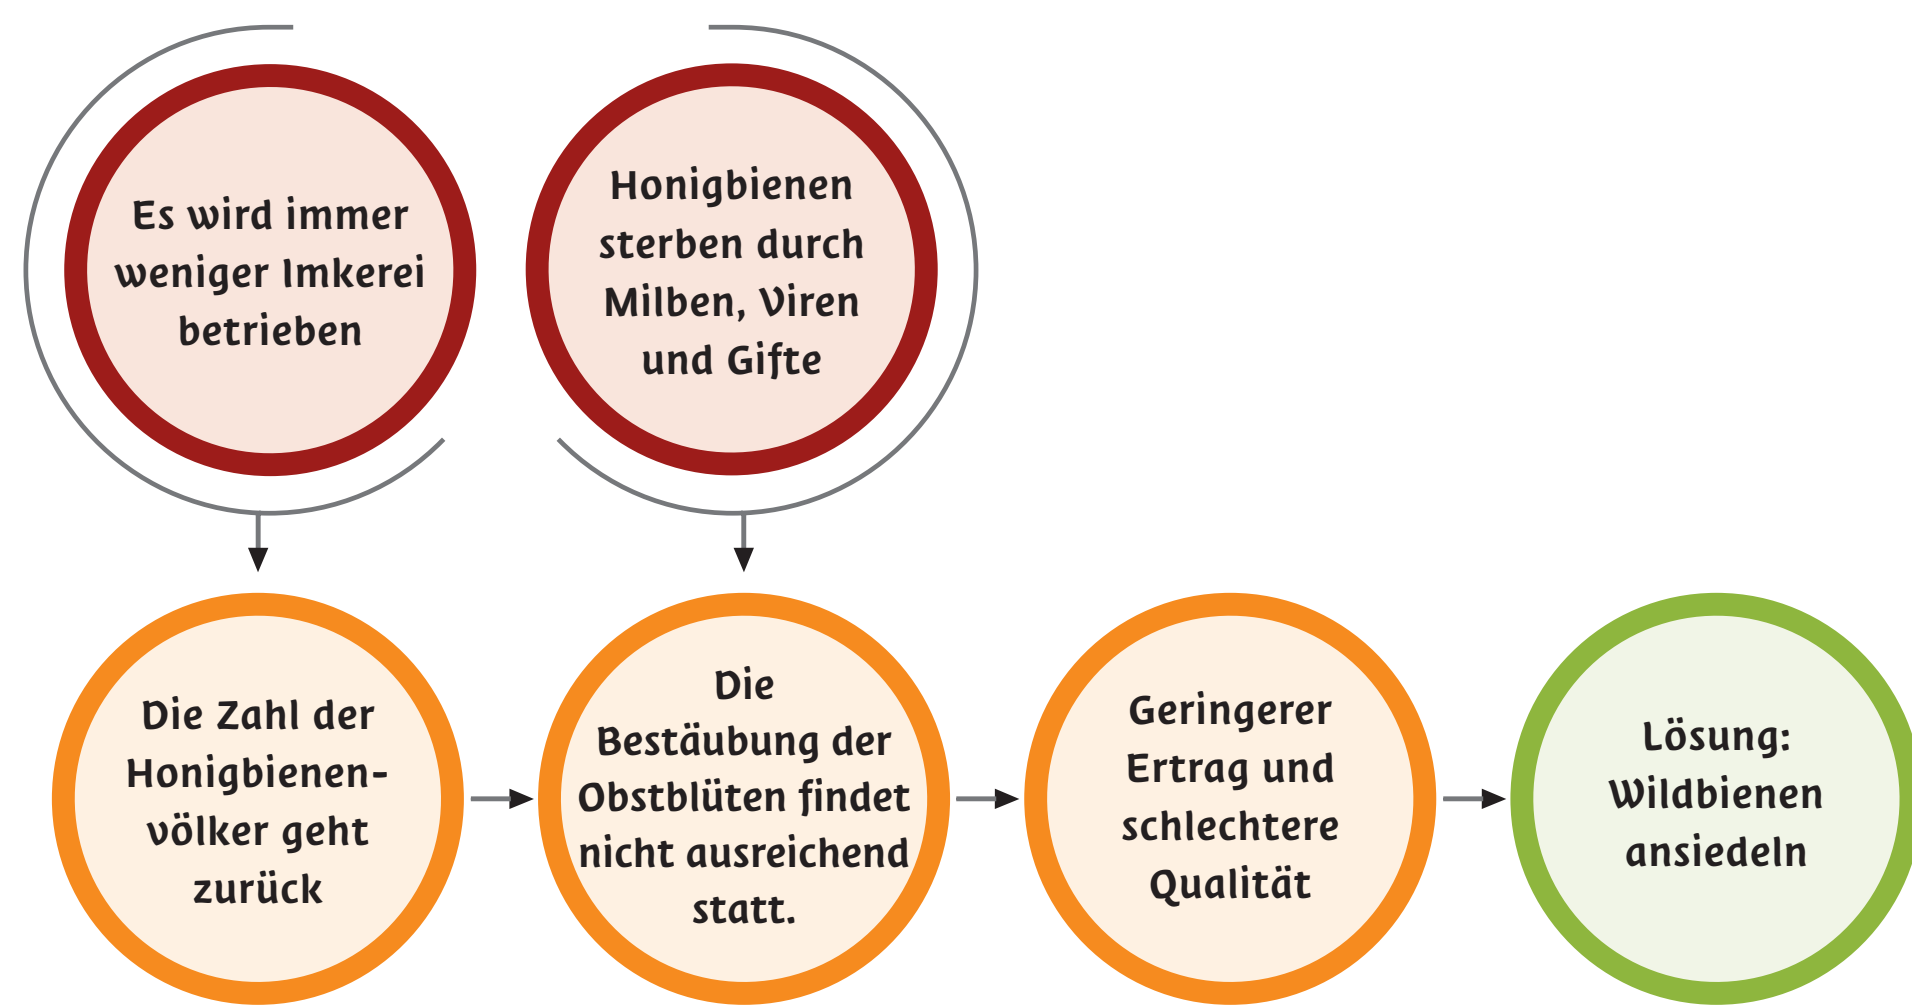 Es wird immer
weniger Imkerei
betrieben
Honigbienen
sterben durch
Milben, Viren
und Gifte
Die Zahl der
Honigbienen-
völker geht
zurück
Die
Bestäubung der
Obstblüten findet
nicht ausreichend
statt.
Geringerer
Ertrag und
schlechtere
Qualität
Lösung:
Wildbienen
ansiedeln